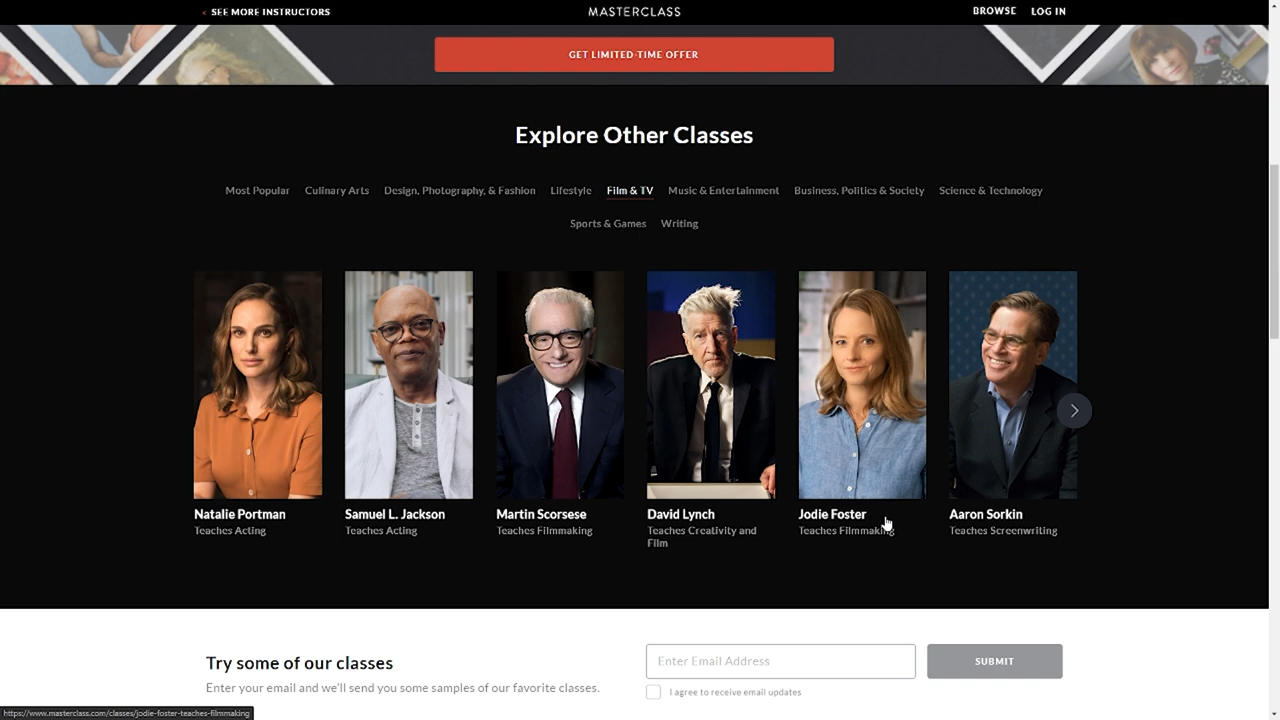 < SEE MORE INSTRUCTORS
MASTERCLASS
BROWSE LOG IN
GET LIMITED-TIME OFFER
Explore Other Classes
Most Popular Culinary Arts Design, Photography, & Fashion Lifestyle Film & TV Music & Entertainment Business, Politics & Society Science & Technology
Sports & Games Writing
Natalie Portman
Teaches Acting
Samuel L. Jackson
Teaches Acting
Martin Scorsese
Teaches Filmmaking
David Lynch
Teaches Creativity and
Film
Jodie Foster
Teaches Filmmaking
Aaron Sorkin
Teaches Screenwriting
Try some of our classes
Enter your email and we'll send you some samples of our favorite classes.
Enter Email Address
SUBMIT
I agree to receive email updates
https://www.masterclass.com/classes/jodie-foster-teaches-filmmaking